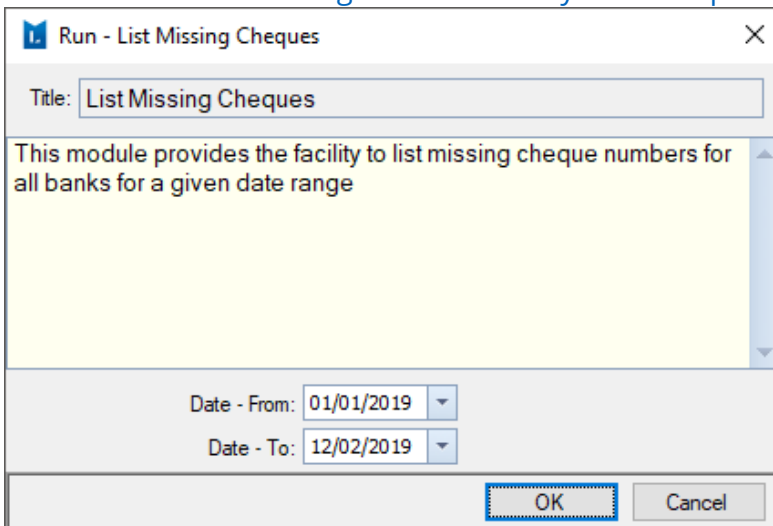 Run - List Missing Cheques
Title: List Missing Cheques
This module provides the facility to list missing cheque numbers for
all banks for a given date range
Date - From: 01/01/2019
Date - To: 12/02/2019
OK Cancel